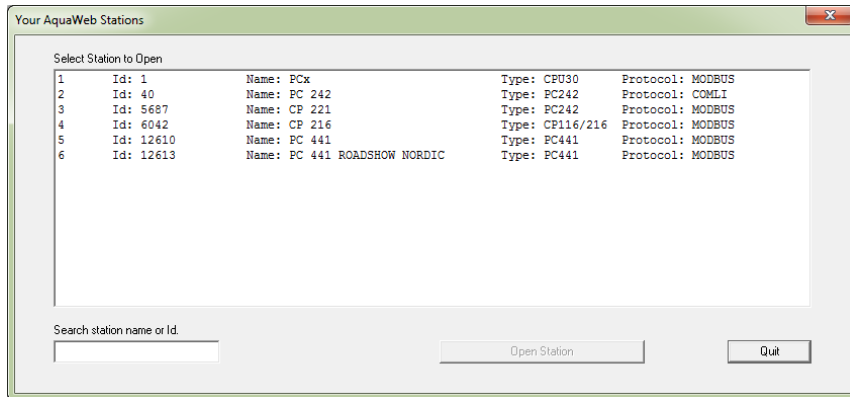 Your AquaWeb Stations
Select Station to Open
1 Id: 1 Name: PCx Type: CPU30 Protocol: MODBUS
2 Id: 40 Name: PC 242 Type: PC242 Protocol: COMLI
3 Id: 5687 Name: CP 221 Type: PC242 Protocol: MODBUS
4 Id: 6042 Name: CP 216 Type: CP116/216 Protocol: MODBUS
5 Id: 12610 Name: PC 441 Type: PC441 Protocol: MODBUS
6 Id: 12613 Name: PC 441 ROADSHOW NORDIC Type: PC441 Protocol: MODBUS
Search station name or Id.
Open Station Quit